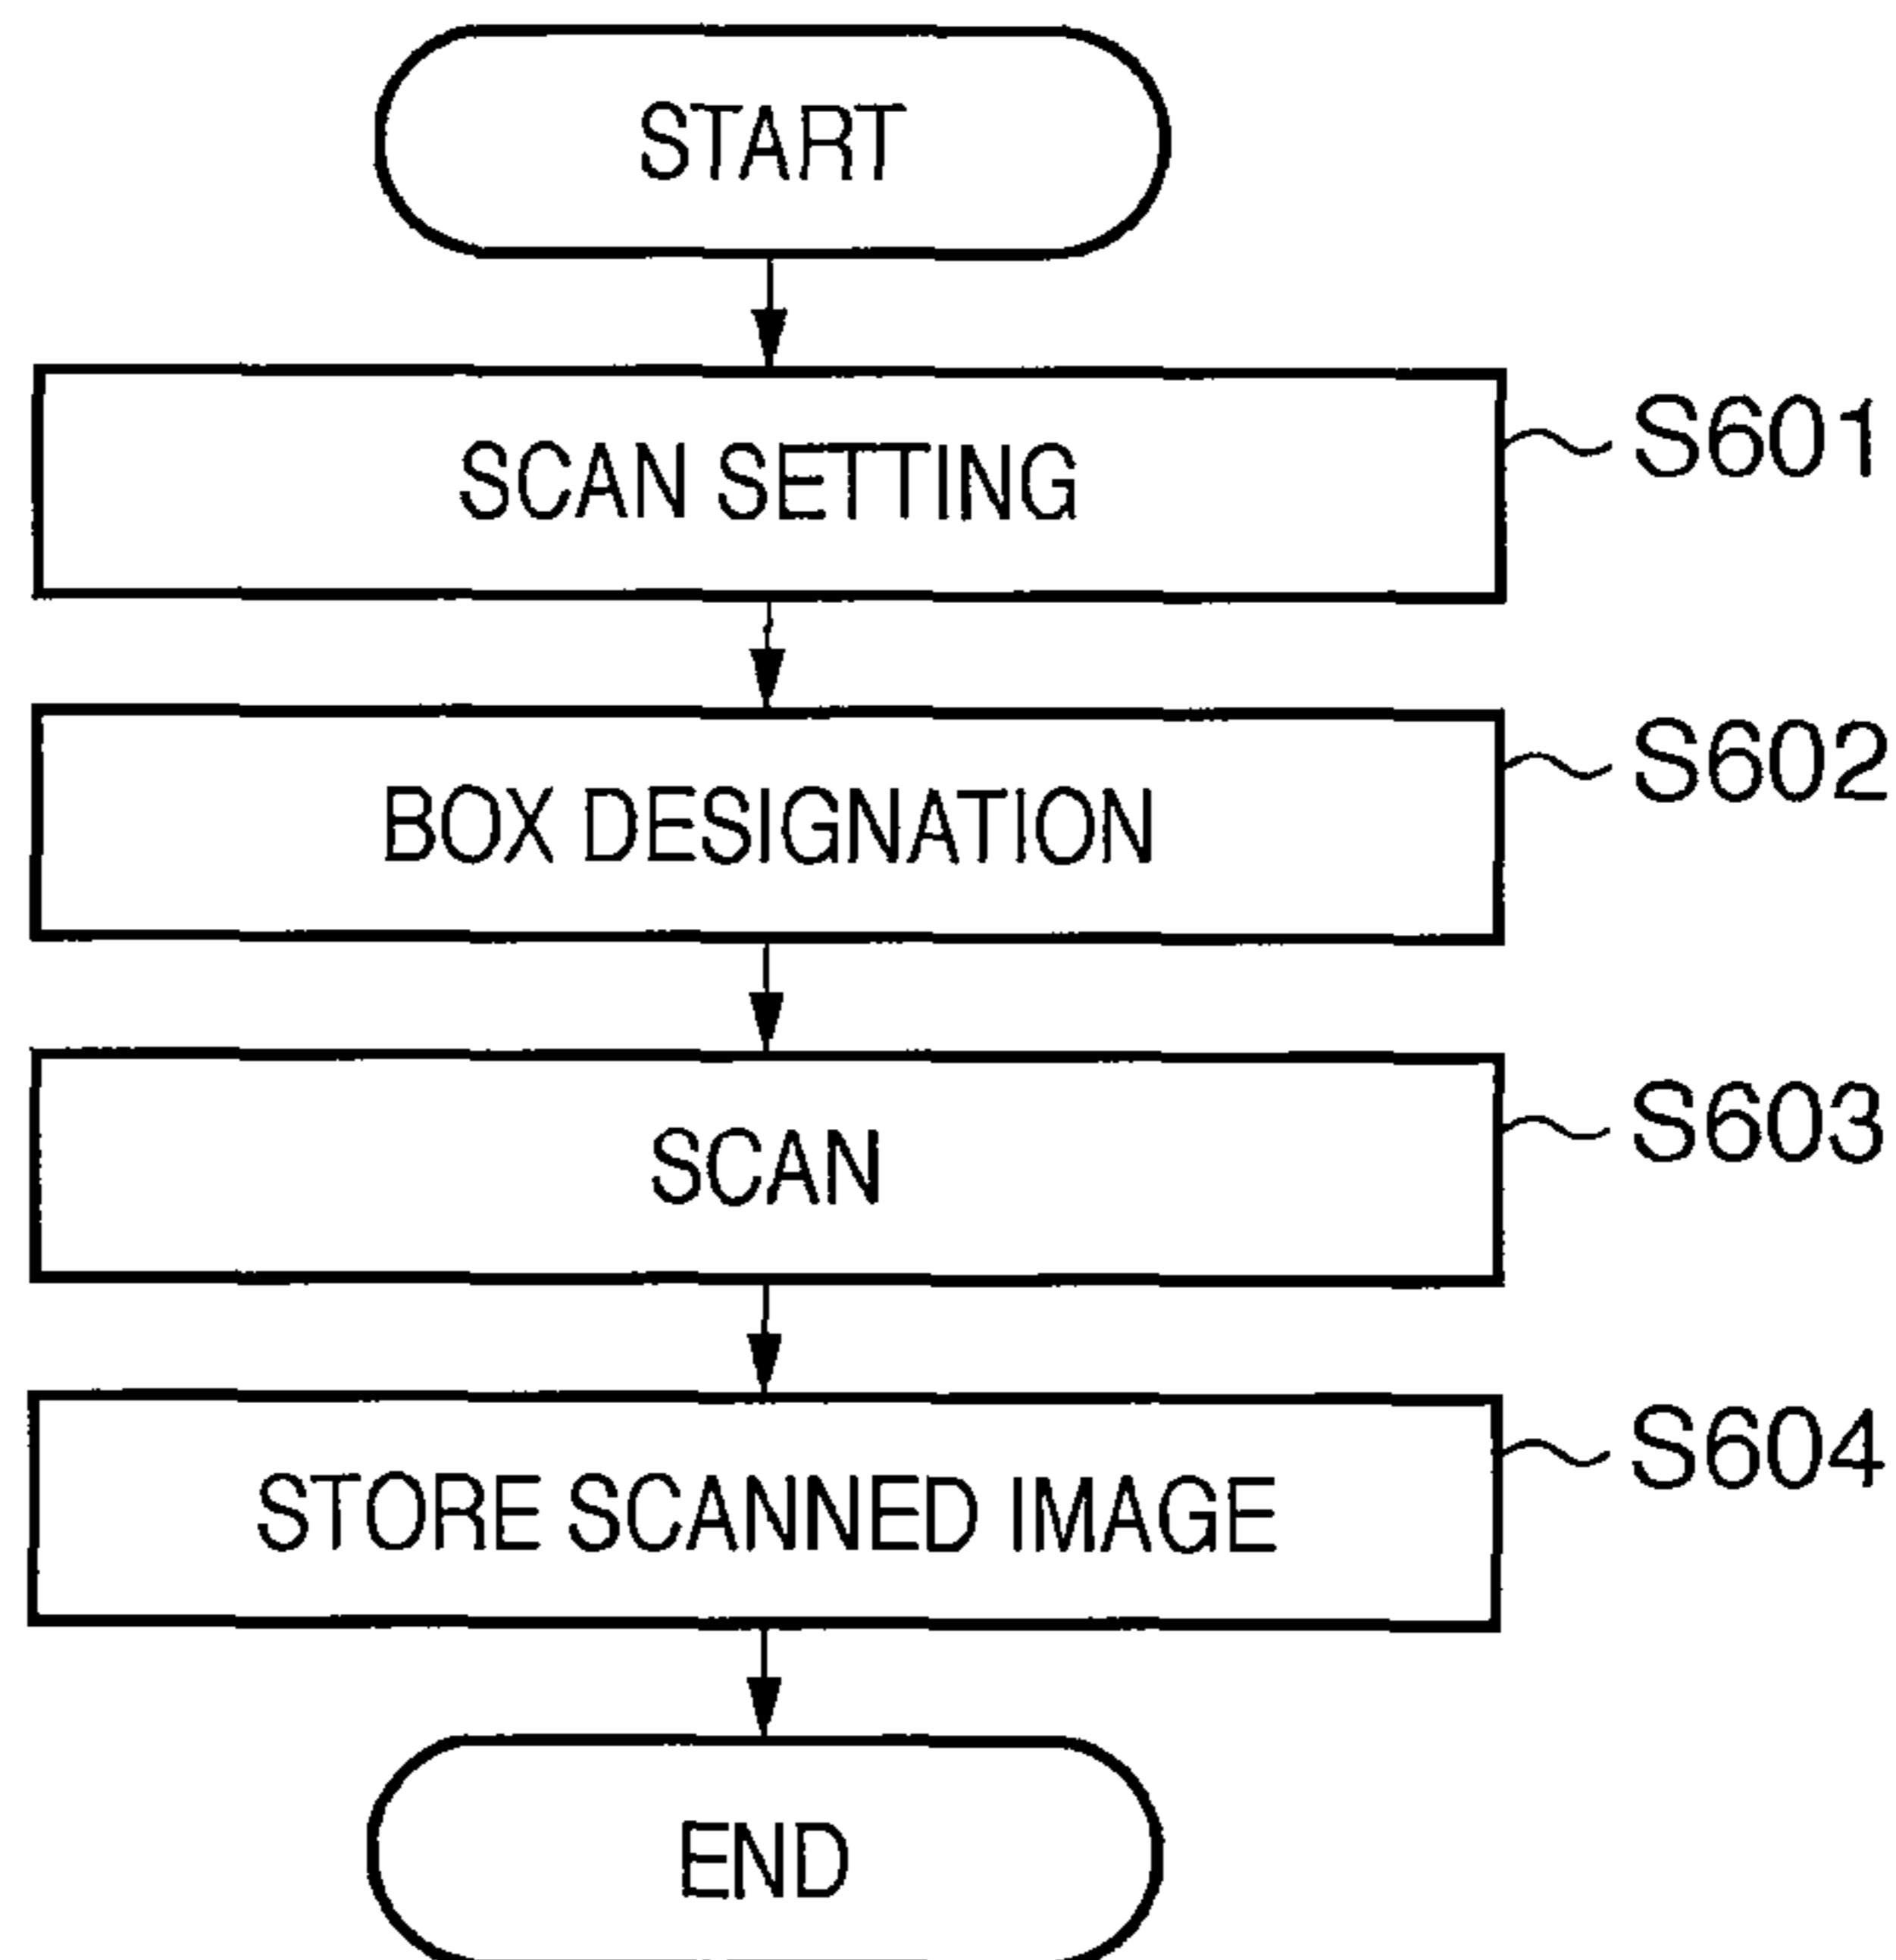 START
SCAN SETTING
S601
BOX DESIGNATION
S602
SCAN
S603
STORE SCANNED IMAGE
S604
END